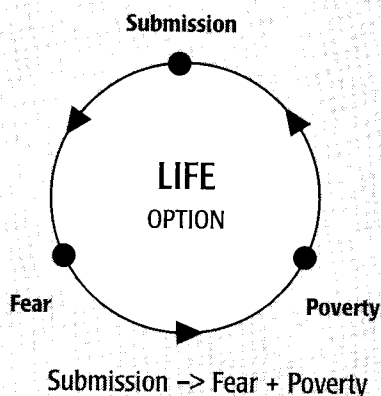 Submission
LIFE
OPTION
Fear
Poverty
Submission -> Fear + Poverty